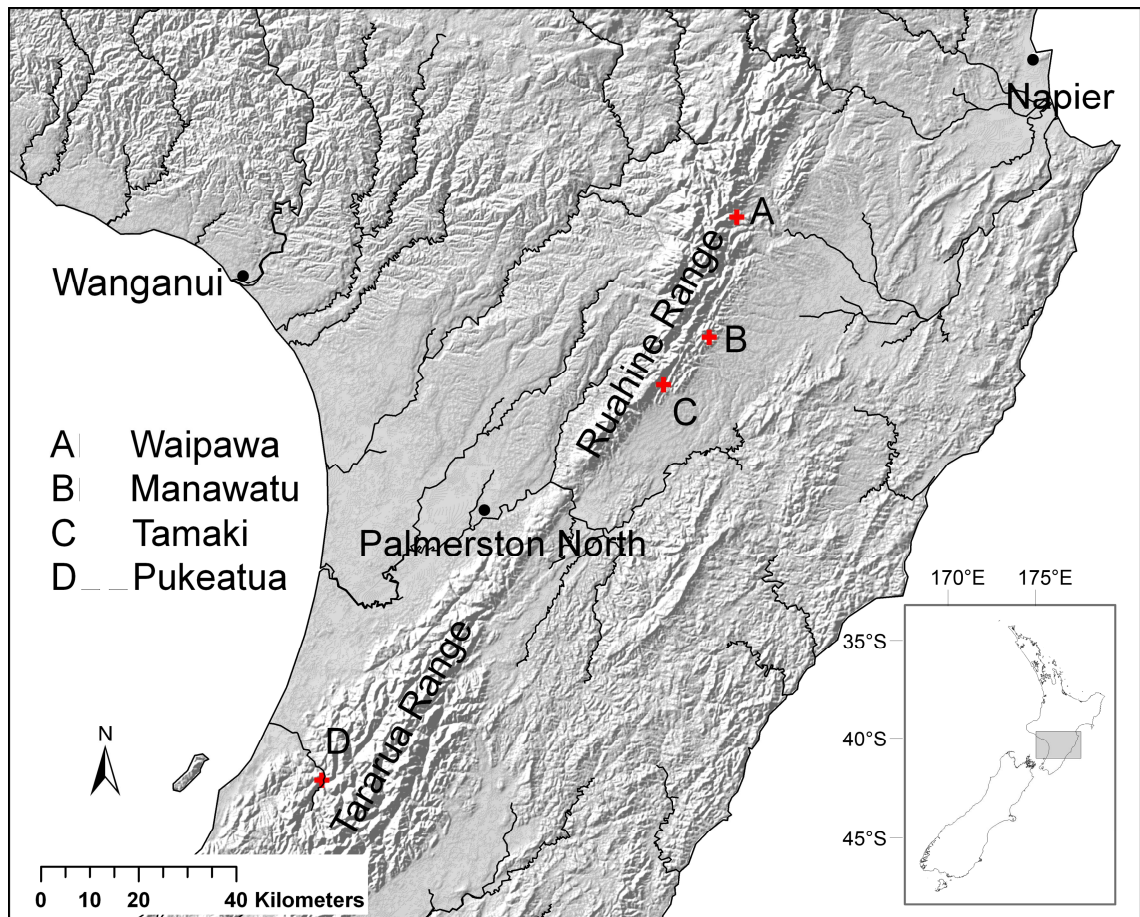 Napier
A
Wanganui
Ruahine Range
B
C
A Waipawa
B Manawatu
C Tamaki
D Pukeatua
Palmerston North
170°E 175°E
35°S
40°S
45°S
Tararua Range
N
D
0 10 20 40 Kilometers